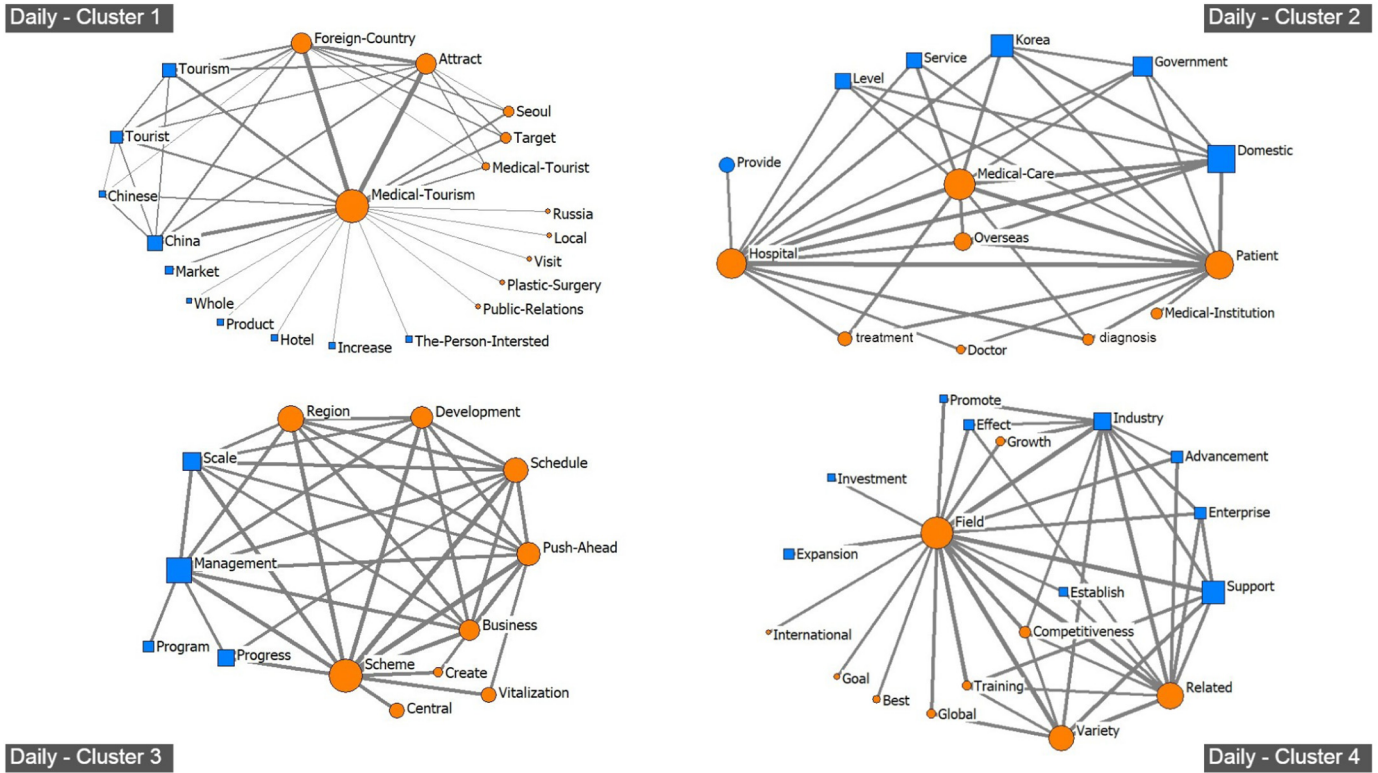 Daily - Cluster 1
Foreign-Country
Attract
Tourism
Seoul
Tourist
Target
Medical-Tourist
Chinese
Medical-Tourism
Russia
China
Local
Visit
Market
Plastic-Surgery
Whole
Public-Relations
Product
Hotel
Increase
The-Person-Intersted
Daily - Cluster 2
Korea
Service
Government
Level
Domestic
Provide
Medical-Care
Overseas
Hospital
Patient
Medical-Institution
treatment
Doctor
diagnosis
Region
Development
Scale
Schedule
Push-Ahead
Management
Business
Program
Progress
Scheme
Create
Vitalization
Central
Daily - Cluster 3
Promote
Industry
Effect
Growth
Advancement
Investment
Enterprise
Field
Expansion
Support
Establish
International
Competitiveness
Goal
Training
Related
Best
Global
Variety
Daily - Cluster 4